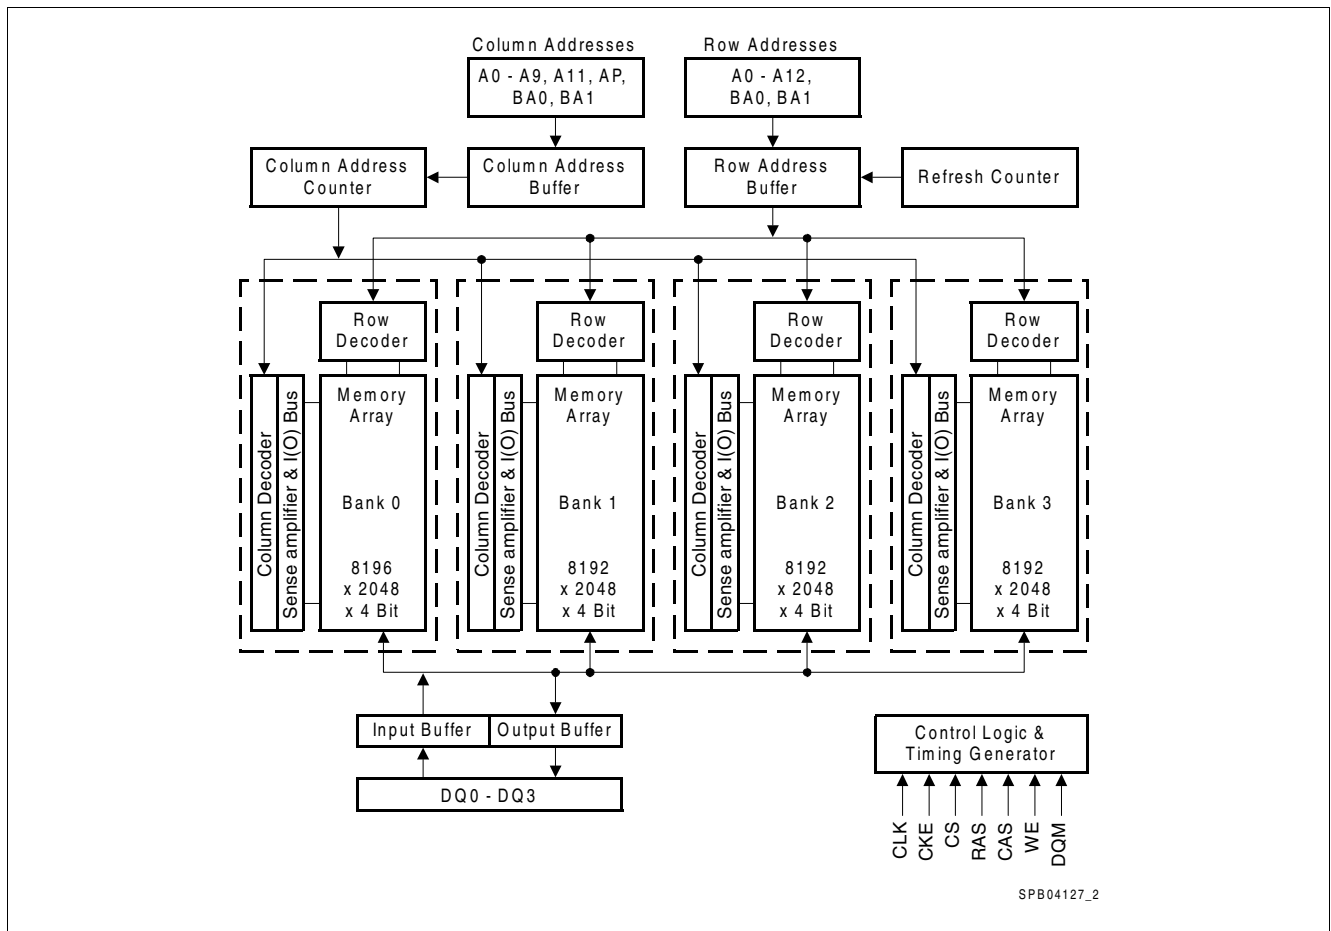 Column Addresses
A0 - A9, A11, AP,
BA0, BA1
Row Addresses
A0 - A12,
BA0, BA1
Column Address
Counter
Column Address
Buffer
Row Address
Buffer
Refresh Counter
Row
Decoder
Column Decoder
Sense amplifier & I(O) Bus
Memory
Array
Bank 0
8196
x 2048
x 4 Bit
Row
Decoder
Column Decoder
Sense amplifier & I(O) Bus
Memory
Array
Bank 1
8192
x 2048
x 4 Bit
Row
Decoder
Column Decoder
Sense amplifier & I(O) Bus
Memory
Array
Bank 2
8192
x 2048
x 4 Bit
Row
Decoder
Column Decoder
Sense amplifier & I(O) Bus
Memory
Array
Bank 3
8192
x 2048
x 4 Bit
Input Buffer
Output Buffer
DQ0 - DQ3
Control Logic &
Timing Generator
CLK
CKE
CS
RAS
CAS
WE
DQM
SPB04127_2